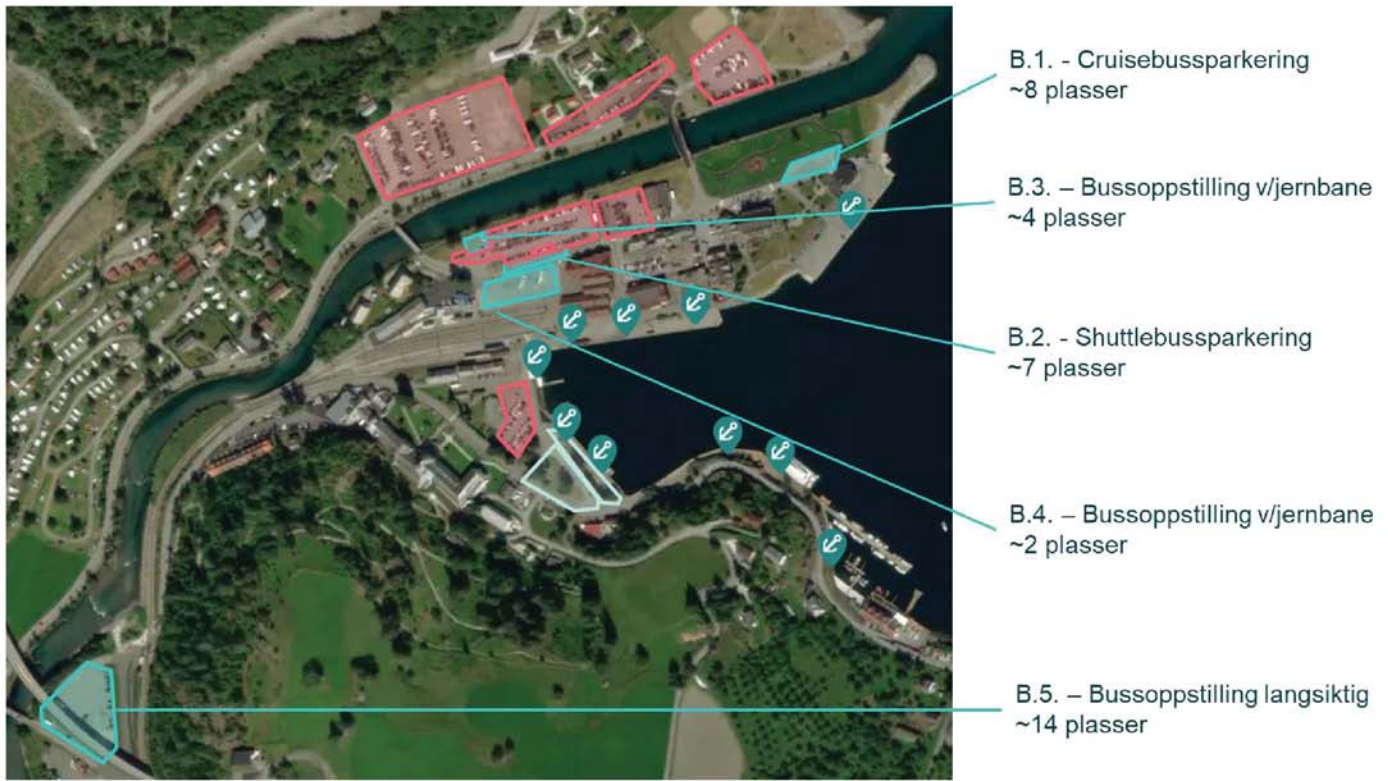 B.1. - Cruisebussparkering
~8 plasser
B.3. – Bussoppstilling v/jernbane
~4 plasser
B.2. - Shuttlebussparkering
~7 plasser
B.4. – Bussoppstilling v/jernbane
~2 plasser
B.5. – Bussoppstilling langsiktig
~14 plasser